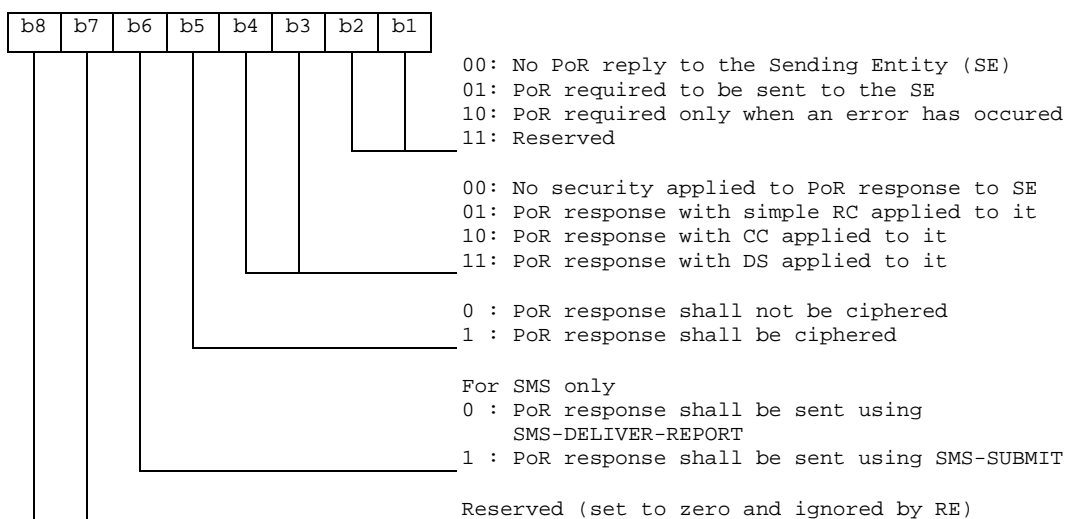 b8 b7 b6 b5 b4 b3 b2 b1
00: No PoR reply to the Sending Entity (SE)
01: PoR required to be sent to the SE
10: PoR required only when an error has occured
11: Reserved
00: No security applied to PoR response to SE
01: PoR response with simple RC applied to it
10: PoR response with CC applied to it
11: PoR response with DS applied to it
0 : PoR response shall not be ciphered
1 : PoR response shall be ciphered
For SMS only
0 : PoR response shall be sent using
SMS-DELIVER-REPORT
1 : PoR response shall be sent using SMS-SUBMIT
Reserved (set to zero and ignored by RE)